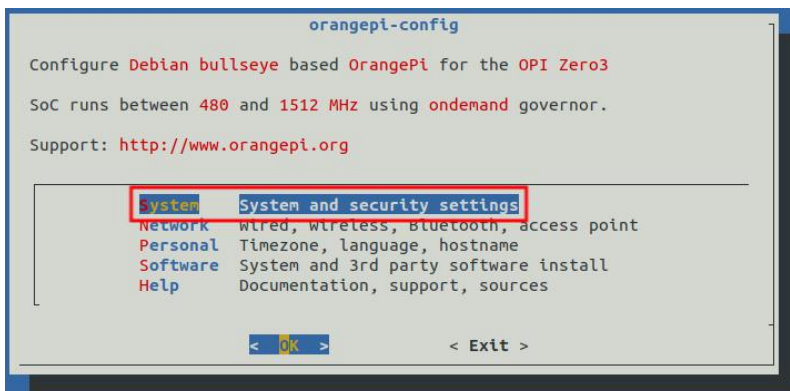 orangepi-config
Configure Debian bullseye based OrangePi for the OPI Zero3
SoC runs between 480 and 1512 MHz using ondemand governor.
Support: http://www.orangepi.org
System System and security settings
Network Wired, wireless, Bluetooth, access point
Personal Timezone, language, hostname
Software System and 3rd party software install
Help Documentation, support, sources
< OK > < Exit >